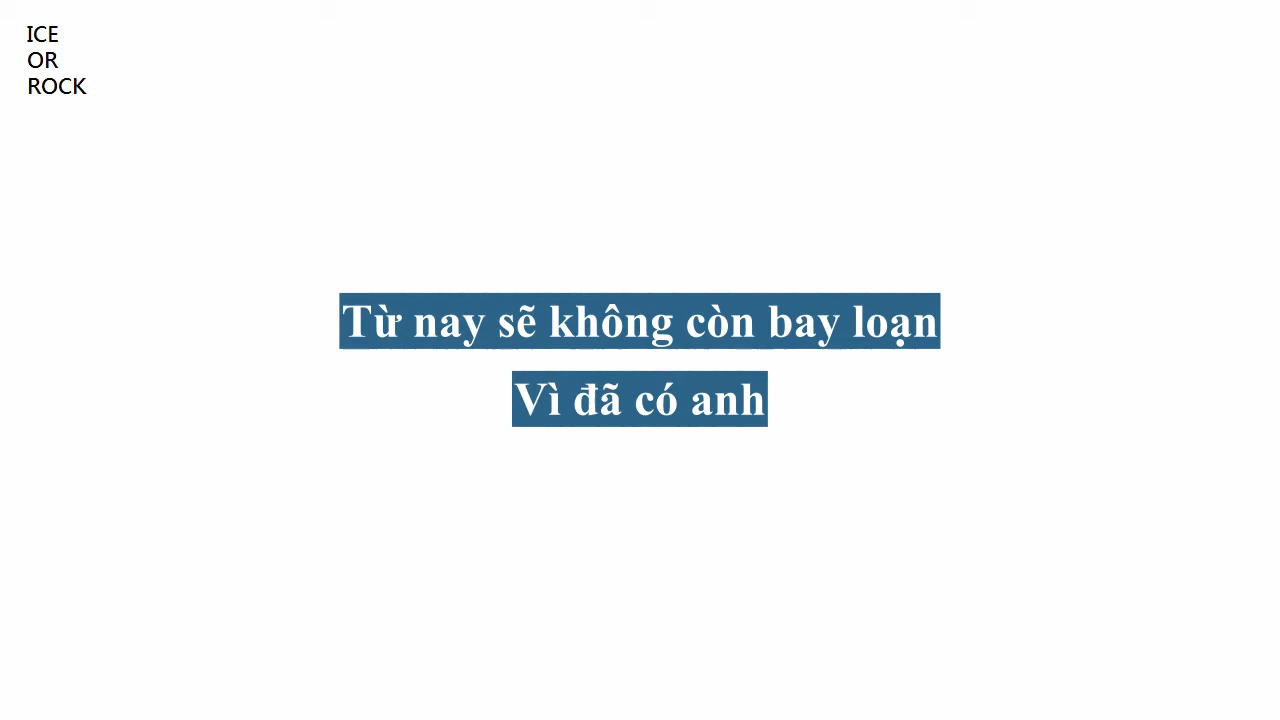 ICE
OR
ROCK
Từ nay sẽ không còn bay loạn
Vì đã có anh